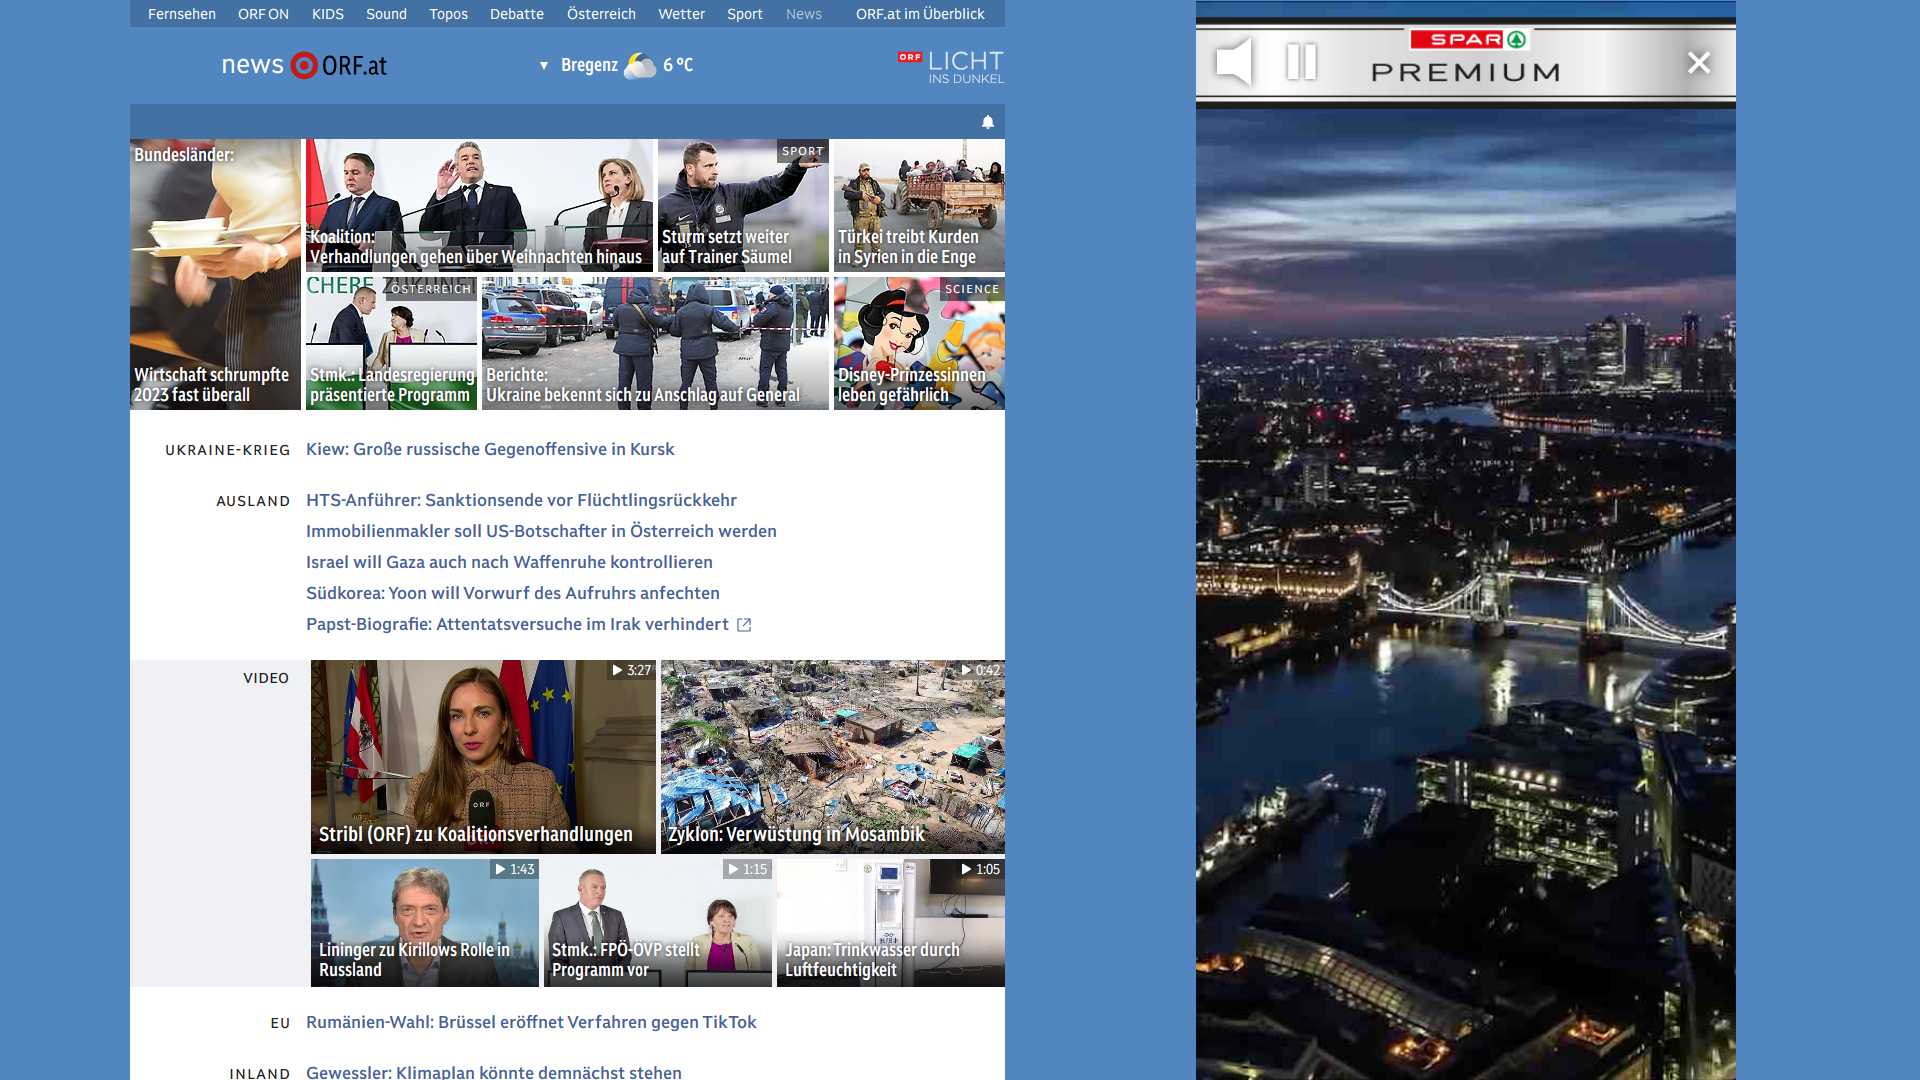 Fernsehen ORF ON KIDS Sound Topos Debatte Österreich Wetter Sport News ORF.at im Überblick
news ORF.at
Bregenz 6 °C
ORF LICHT
INS DUNKEL
Bundesländer:
Wirtschaft schrumpfte
2023 fast überall
Koalition:
Verhandlungen gehen über Weihnachten hinaus
SPORT
Sturm setzt weiter
auf Trainer Säumel
Türkei treibt Kurden
in Syrien in die Enge
ÖSTERREICH
Stmk.: Landesregierung
präsentierte Programm
Berichte:
Ukraine bekennt sich zu Anschlag auf General
SCIENCE
Disney-Prinzessinnen
leben gefährlich
UKRAINE-KRIEG
Kiew: Große russische Gegenoffensive in Kursk
AUSLAND
HTS-Anführer: Sanktionsende vor Flüchtlingsrückkehr
Immobilienmakler soll US-Botschafter in Österreich werden
Israel will Gaza auch nach Waffenruhe kontrollieren
Südkorea: Yoon will Vorwurf des Aufruhrs anfechten
Papst-Biografie: Attentatsversuche im Irak verhindert
VIDEO
3:27
ORF
Stribl (ORF) zu Koalitionsverhandlungen
0:42
Zyklon: Verwüstung in Mosambik
1:43
Lininger zu Kirillows Rolle in
Russland
1:15
Stmk.: FPÖ-ÖVP stellt
Programm vor
1:05
Japan: Trinkwasser durch
Luftfeuchtigkeit
EU
Rumänien-Wahl: Brüssel eröffnet Verfahren gegen TikTok
INLAND
Gewessler: Klimaplan könnte demnächst stehen
SPAR
PREMIUM